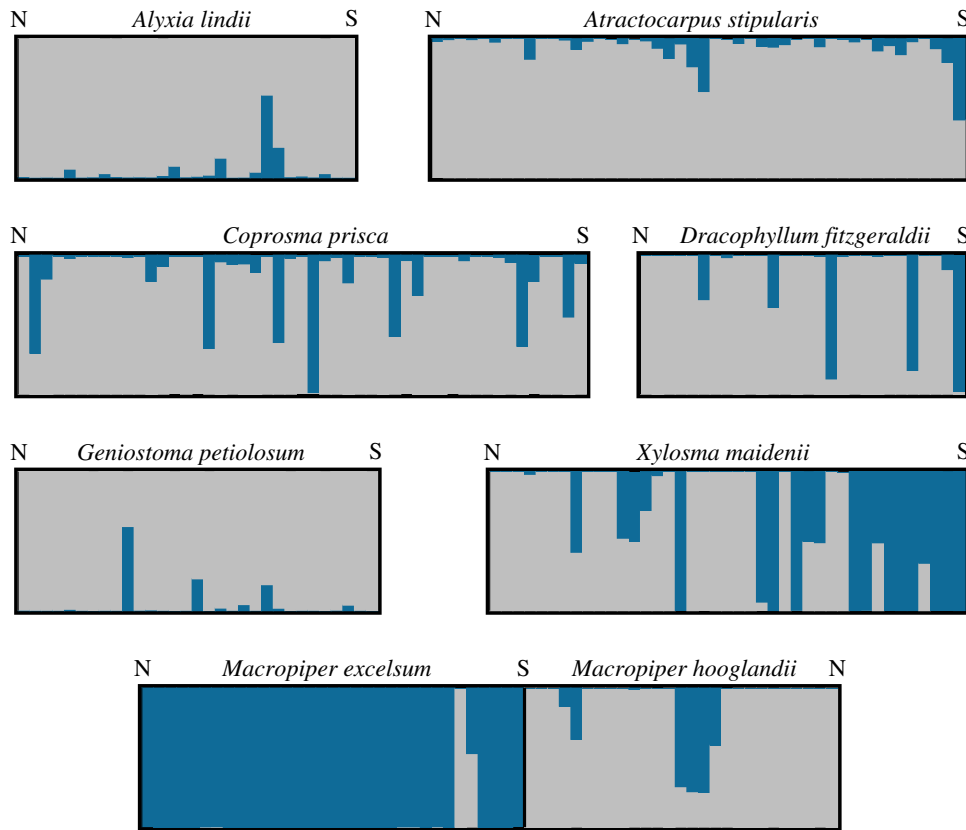 N Alyxia lindii S
N Atractocarpus stipularis S
N Coprosma prisca S
N Dracophyllum fitzgeraldii S
N Geniostoma petiolosum S
N Xylosma maidenii S
N Macropiper excelsum S Macropiper hooglandii N